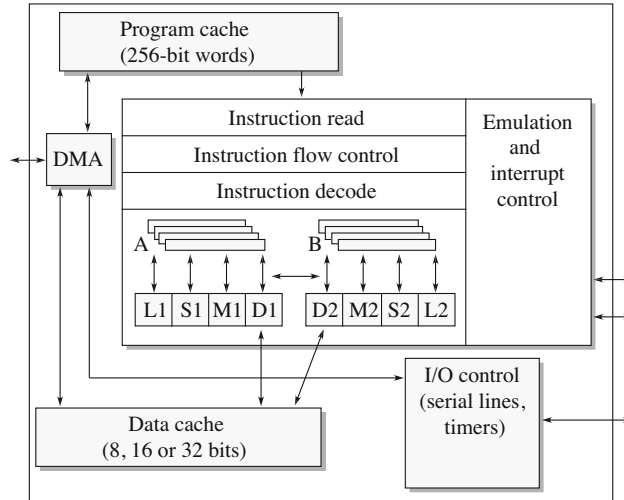 Program cache
(256-bit words)
Instruction read
Emulation
and
interrupt
control
DMA
Instruction flow control
Instruction decode
A
B
L1 S1 M1 D1
D2 M2 S2 L2
I/O control
(serial lines,
timers)
Data cache
(8, 16 or 32 bits)